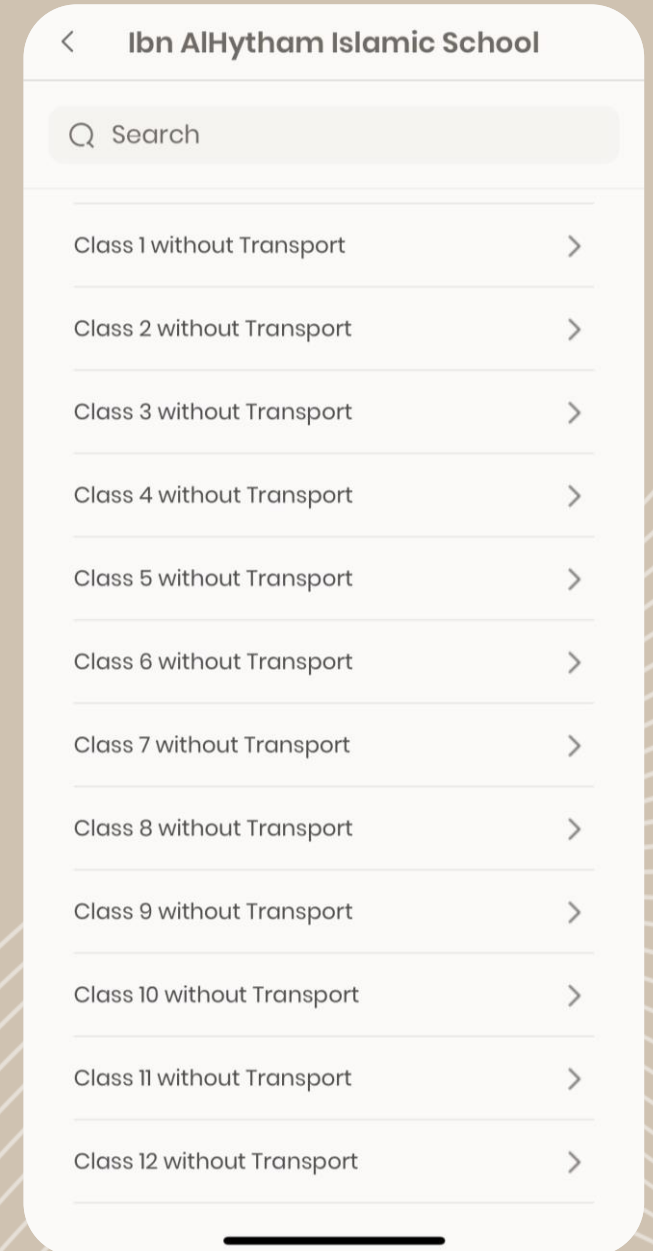 Ibn AlHytham Islamic School
Search
Class 1 without Transport
Class 2 without Transport
Class 3 without Transport
Class 4 without Transport
Class 5 without Transport
Class 6 without Transport
Class 7 without Transport
Class 8 without Transport
Class 9 without Transport
Class 10 without Transport
Class 11 without Transport
Class 12 without Transport